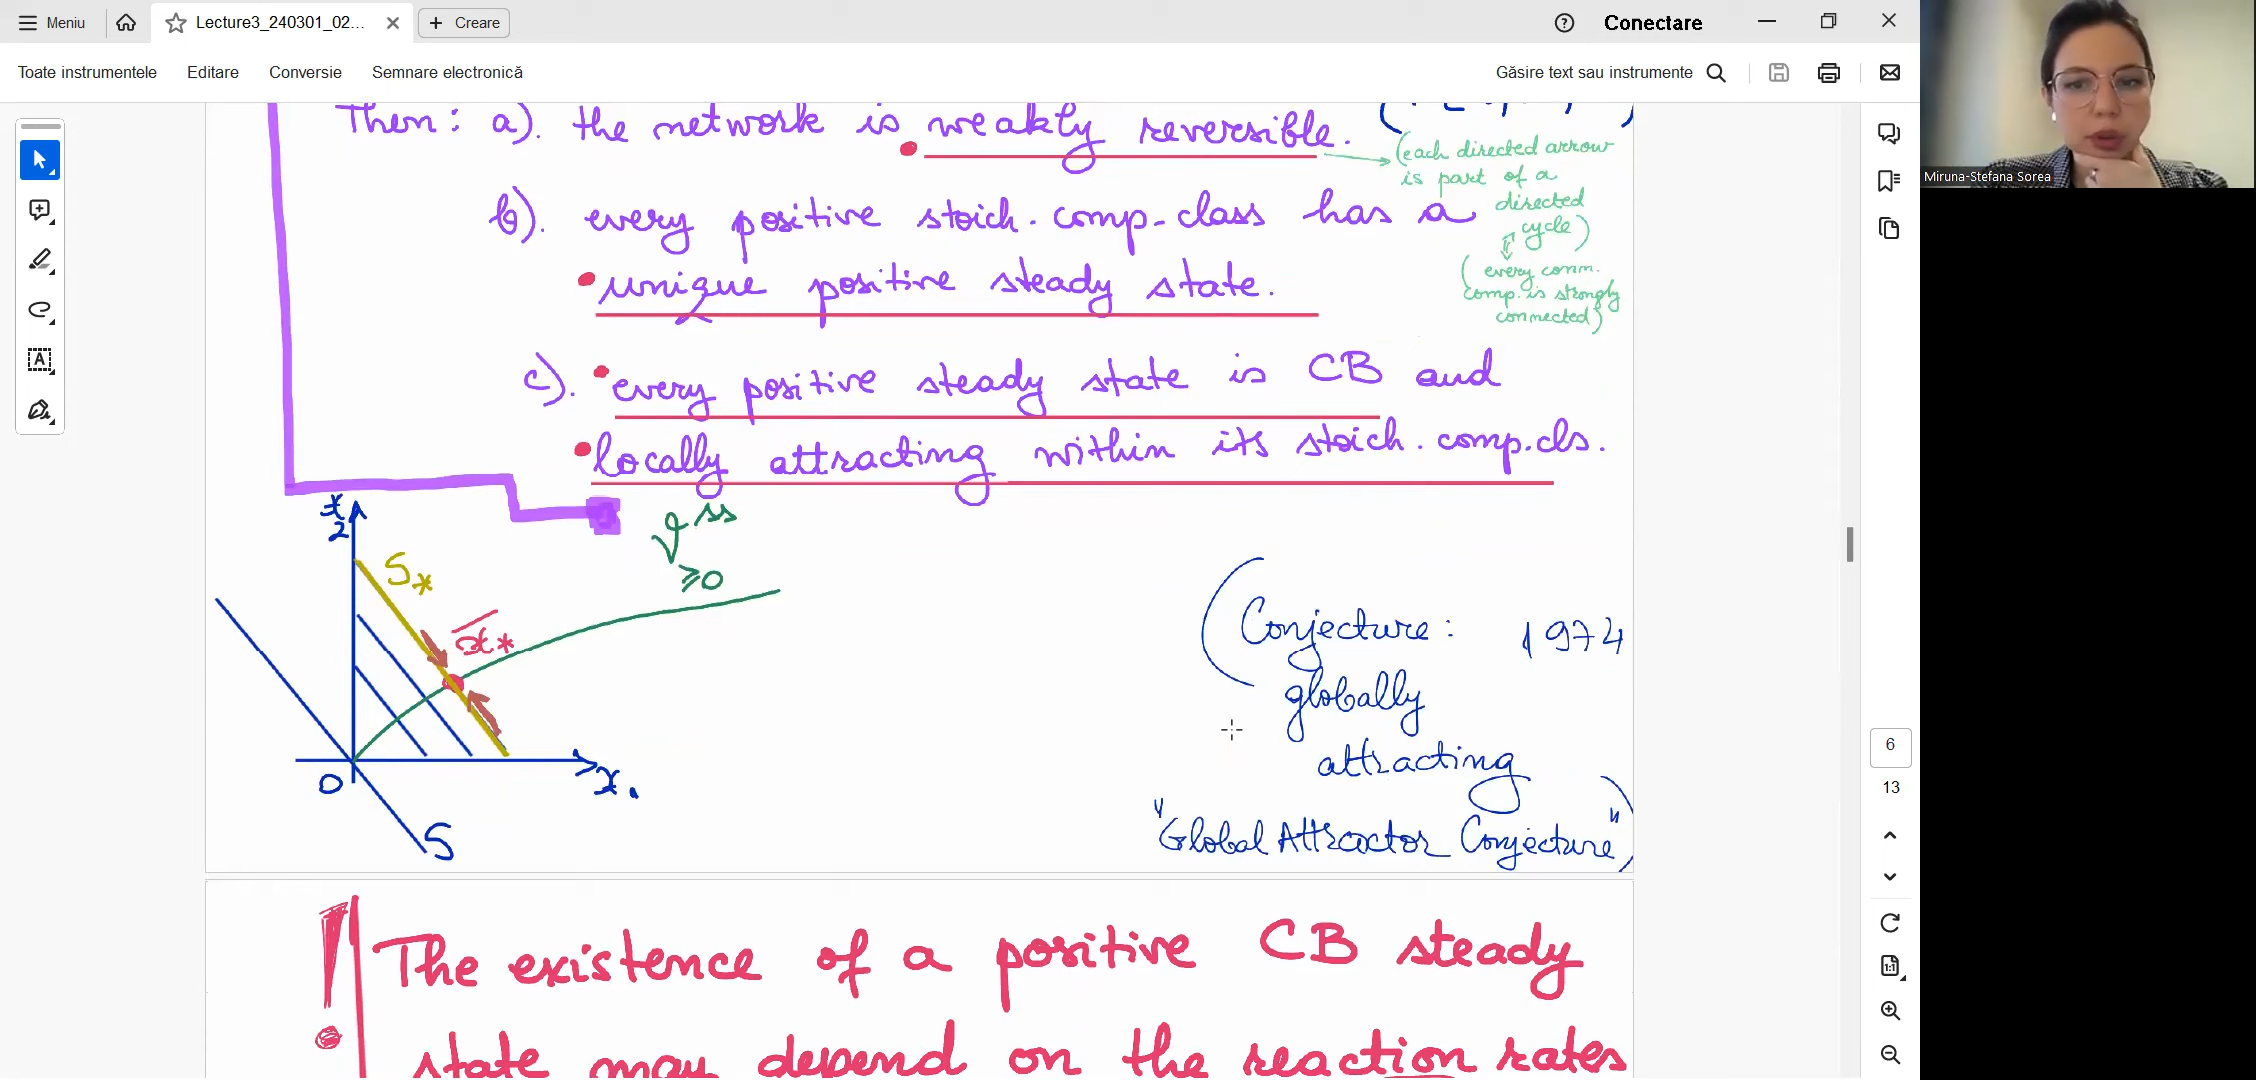 Meniu
Lecture3_240301_02...
Creare
Conectare
Toate instrumentele
Editare
Conversie
Semnare electronică
Găsire text sau instrumente
Miruna-Stefana Sorea
Then: a). the network is weakly reversible.
(each directed arrow
is part of a
directed
cycle)
(every conn.
comp. is strongly
connected)
b). every positive stoich. comp. class has a
unique positive steady state.
c). every positive steady state is CB and
locally attracting within its stoich. comp. cls.
x2
S*
V ss
≥0
x*
0
x1
S
(Conjecture: 1974
globally
attracting
"Global Attractor Conjecture")
6
13
! The existence of a positive CB steady
state may depend on the reaction rates